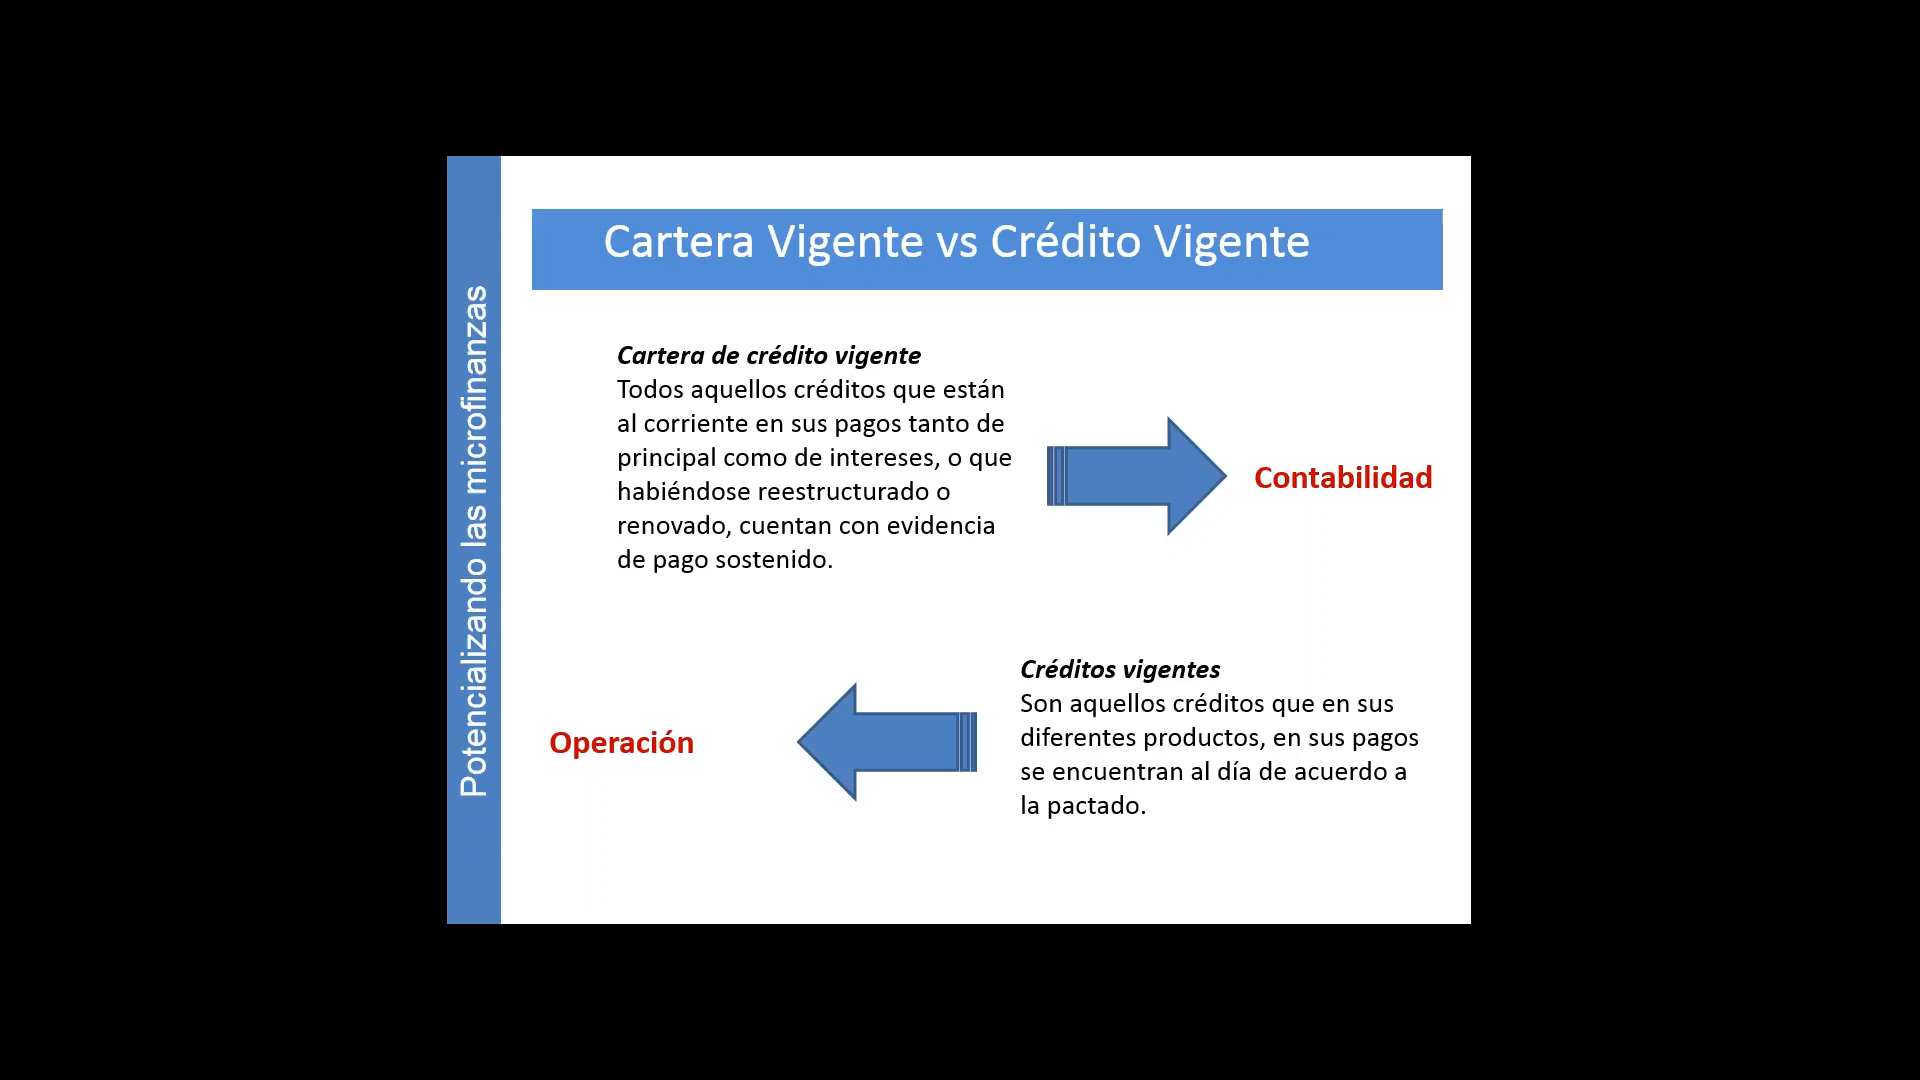 Potencializando las microfinanzas
Cartera Vigente vs Crédito Vigente
Cartera de crédito vigente
Todos aquellos créditos que están
al corriente en sus pagos tanto de
principal como de intereses, o que
habiéndose reestructurado o
renovado, cuentan con evidencia
de pago sostenido.
Contabilidad
Créditos vigentes
Son aquellos créditos que en sus
diferentes productos, en sus pagos
se encuentran al día de acuerdo a
la pactado.
Operación